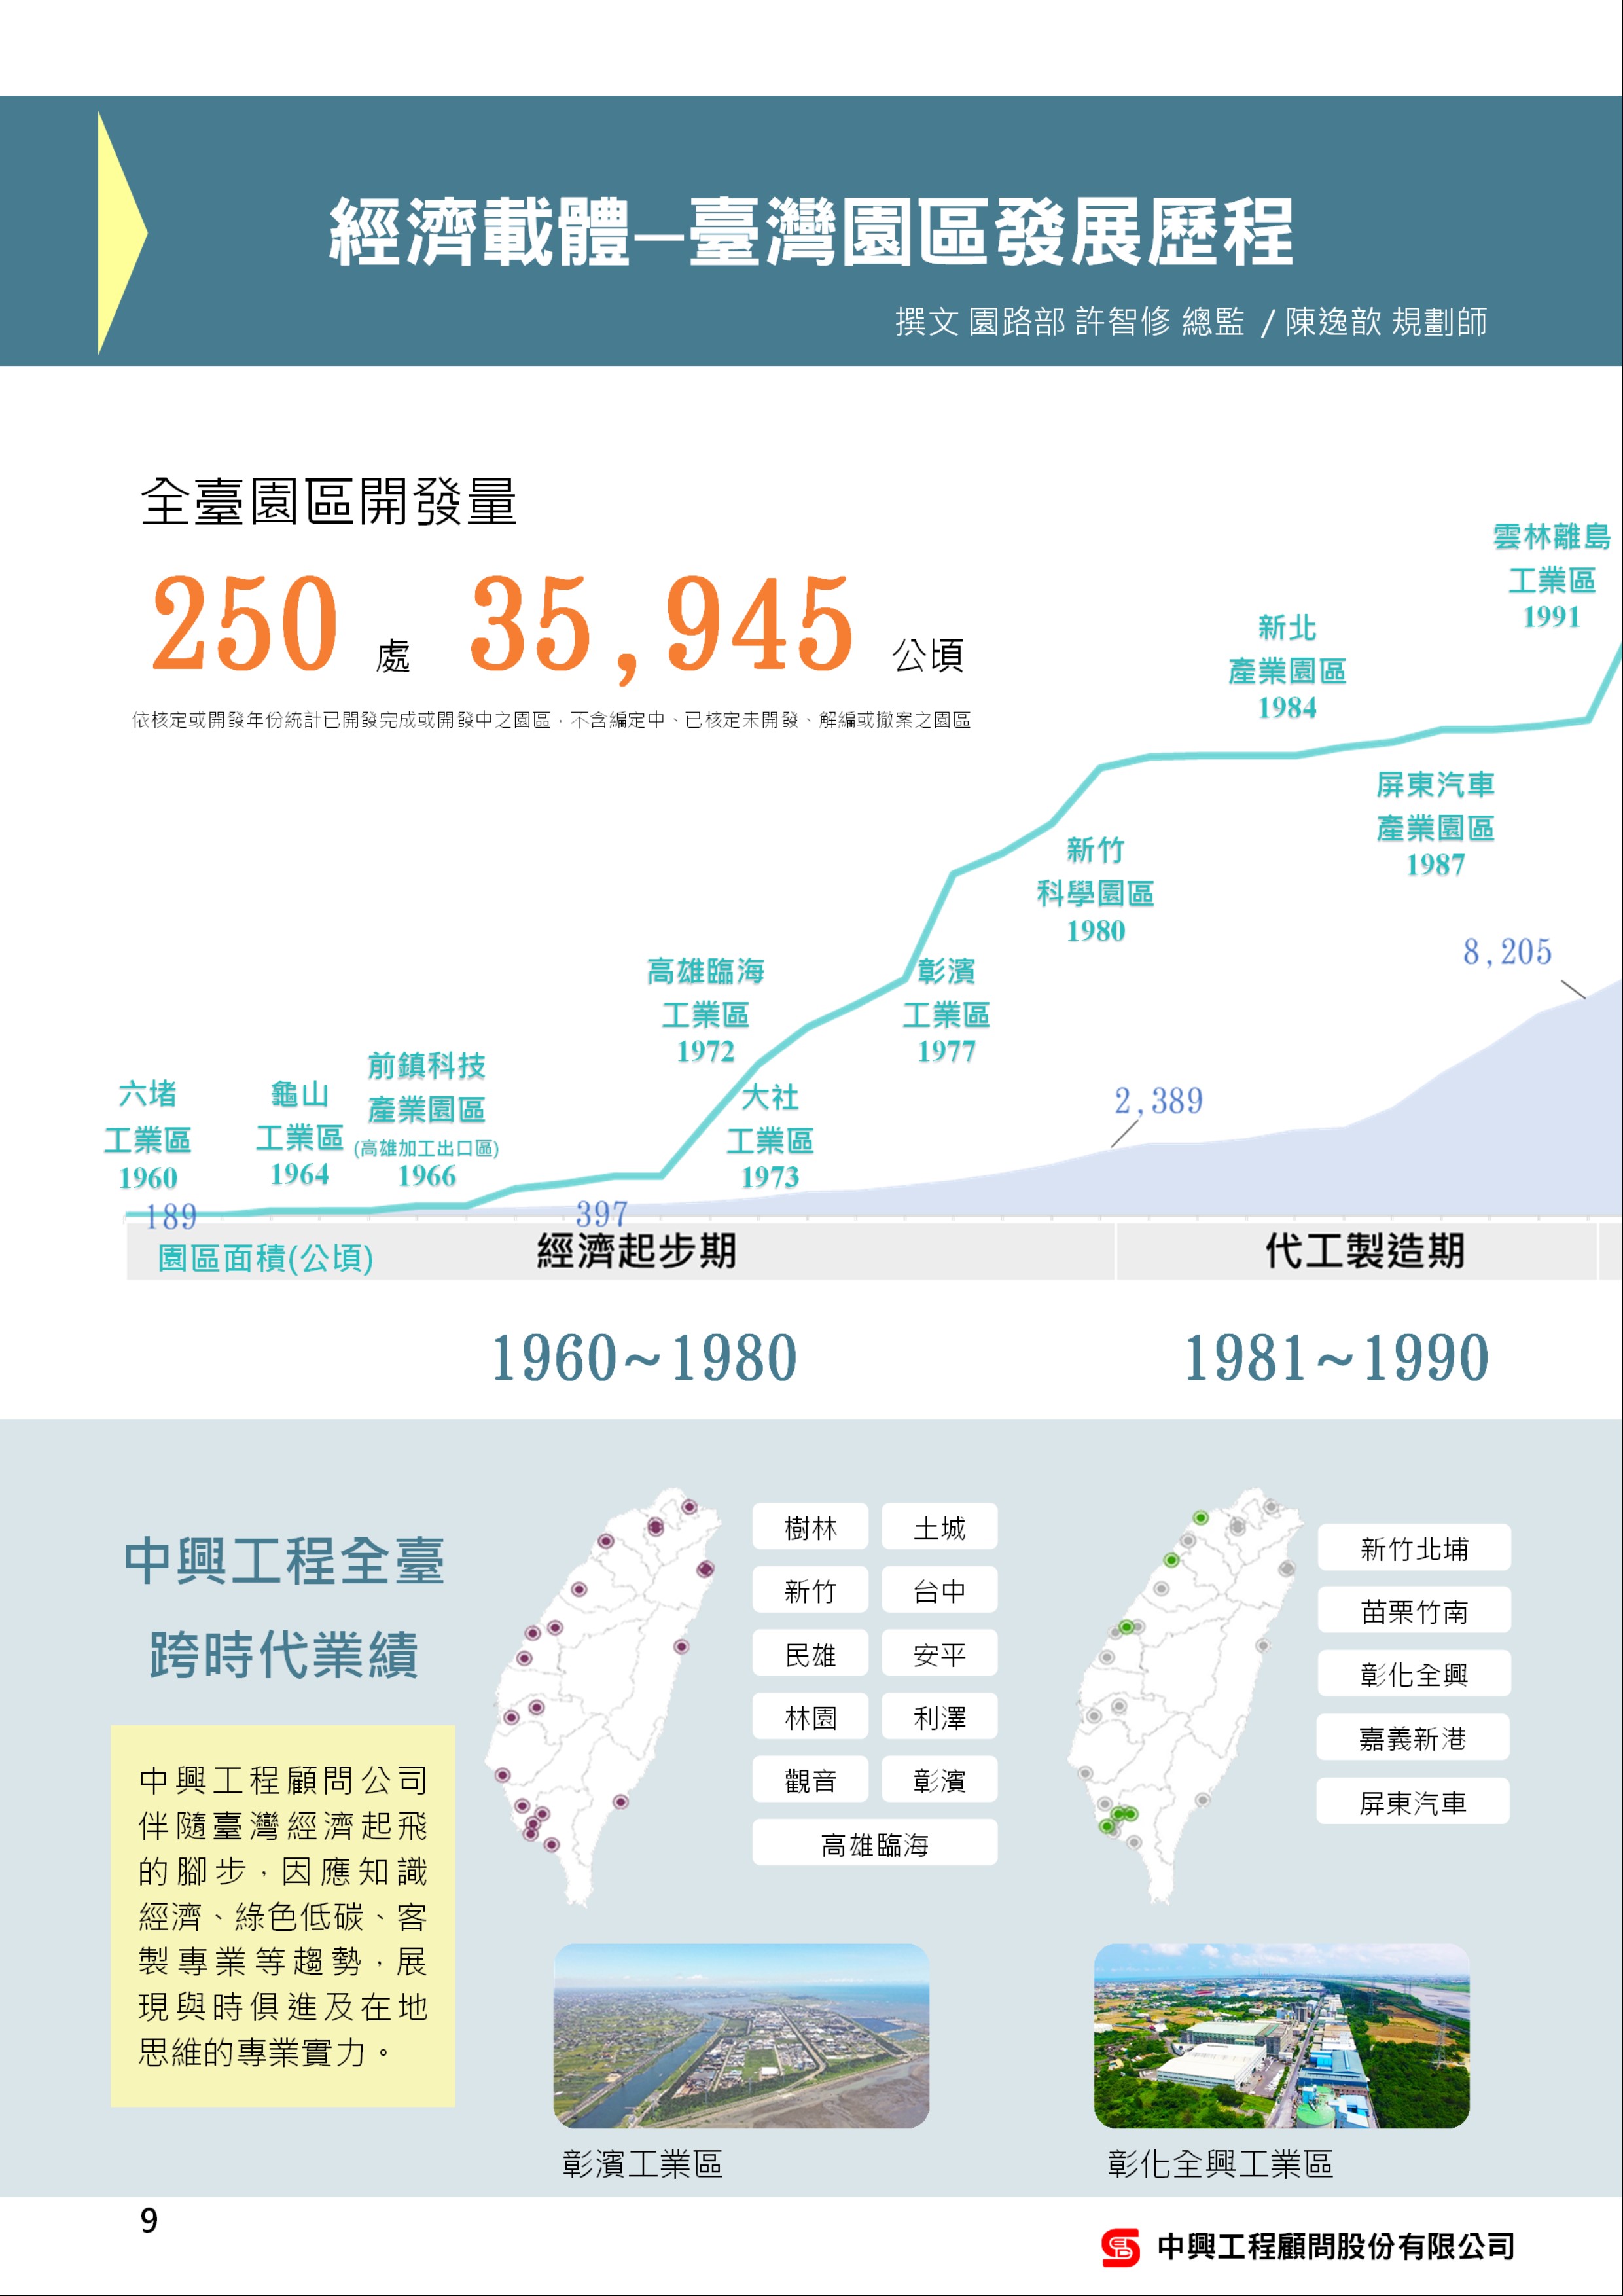 經濟載體—臺灣園區發展歷程
撰文 園路部 許智修 總監 / 陳逸歆 規劃師
全臺園區開發量
250 處 35,945 公頃
依核定或開發年份統計已開發完成或開發中之園區，不含編定中、已核定未開發、解編或撤案之園區
雲林離島
工業區
1991
新北
產業園區
1984
屏東汽車
產業園區
1987
新竹
科學園區
1980
8,205
高雄臨海
工業區
1972
彰濱
工業區
1977
前鎮科技
產業園區
(高雄加工出口區)
1966
六堵
工業區
1960
龜山
工業區
1964
大社
工業區
1973
2,389
189
397
園區面積(公頃)
經濟起步期
代工製造期
1960~1980
1981~1990
中興工程全臺
跨時代業績
中興工程顧問公司
伴隨臺灣經濟起飛
的腳步，因應知識
經濟、綠色低碳、客
製專業等趨勢，展
現與時俱進及在地
思維的專業實力。
樹林 土城
新竹 台中
民雄 安平
林園 利澤
觀音 彰濱
高雄臨海
新竹北埔
苗栗竹南
彰化全興
嘉義新港
屏東汽車
彰濱工業區
彰化全興工業區
9
中興工程顧問股份有限公司